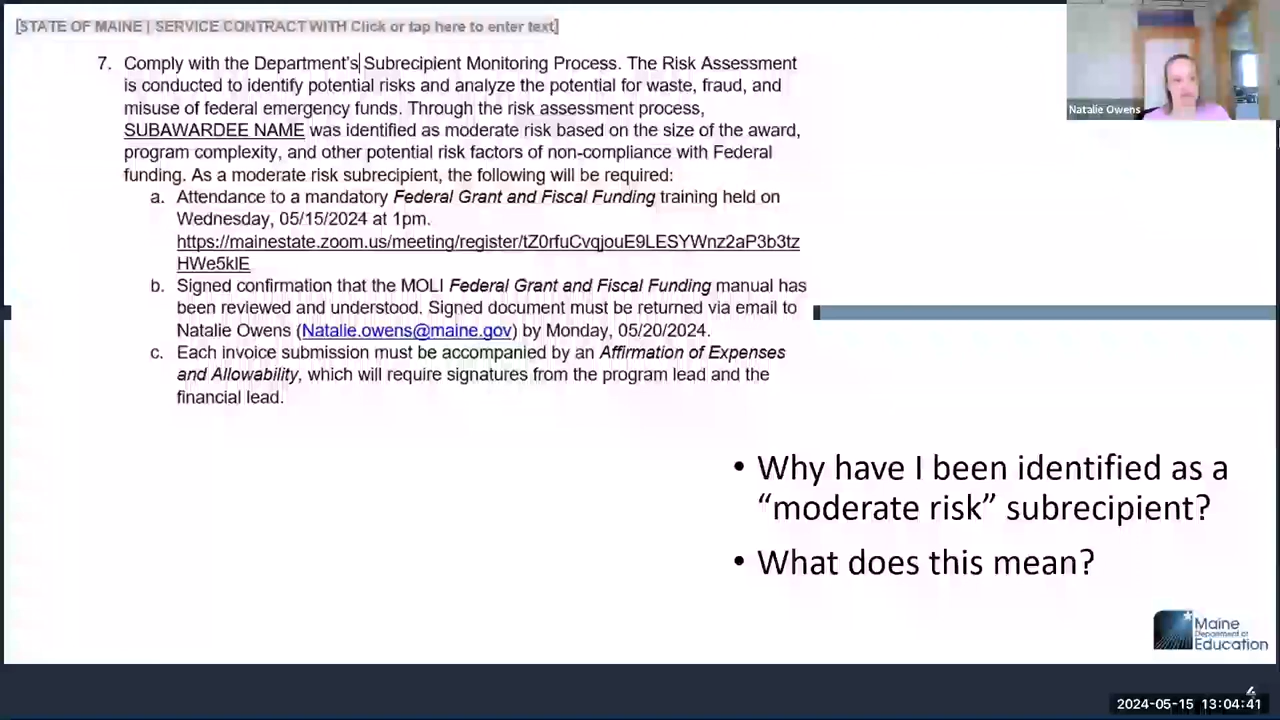 [STATE OF MAINE | SERVICE CONTRACT WITH Click or tap here to enter text]
Natalie Owens
7. Comply with the Department's Subrecipient Monitoring Process. The Risk Assessment
is conducted to identify potential risks and analyze the potential for waste, fraud, and
misuse of federal emergency funds. Through the risk assessment process,
SUBAWARDEE NAME was identified as moderate risk based on the size of the award,
program complexity, and other potential risk factors of non-compliance with Federal
funding. As a moderate risk subrecipient, the following will be required:
a. Attendance to a mandatory Federal Grant and Fiscal Funding training held on
Wednesday, 05/15/2024 at 1pm.
https://mainestate.zoom.us/meeting/register/tZ0rfuCvqjouE9LESYWnz2aP3b3tz
HWe5klE
b. Signed confirmation that the MOLI Federal Grant and Fiscal Funding manual has
been reviewed and understood. Signed document must be returned via email to
Natalie Owens (Natalie.owens@maine.gov) by Monday, 05/20/2024.
c. Each invoice submission must be accompanied by an Affirmation of Expenses
and Allowability, which will require signatures from the program lead and the
financial lead.
• Why have I been identified as a
“moderate risk” subrecipient?
• What does this mean?
Maine
Department of
Education
4
2024-05-15 13:04:41